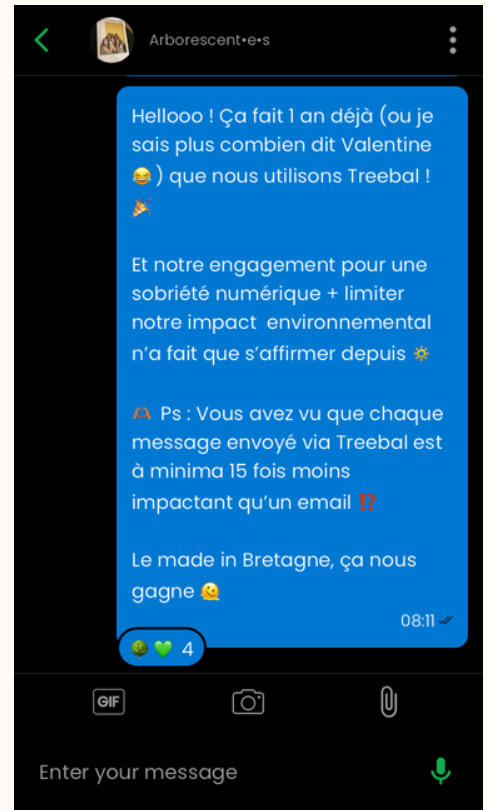 Arborescent•e•s
Hellooo ! Ça fait 1 an déjà (ou je
sais plus combien dit Valentine
😂) que nous utilisons Treebal !
🎉
Et notre engagement pour une
sobriété numérique + limiter
notre impact environnemental
n'a fait que s'affirmer depuis 🔅
🫶🏾 Ps : Vous avez vu que chaque
message envoyé via Treebal est
à minima 15 fois moins
impactant qu'un email ⁉️
Le made in Bretagne, ça nous
gagne 🫠
08:11
🌳 💚 4
GIF
Enter your message